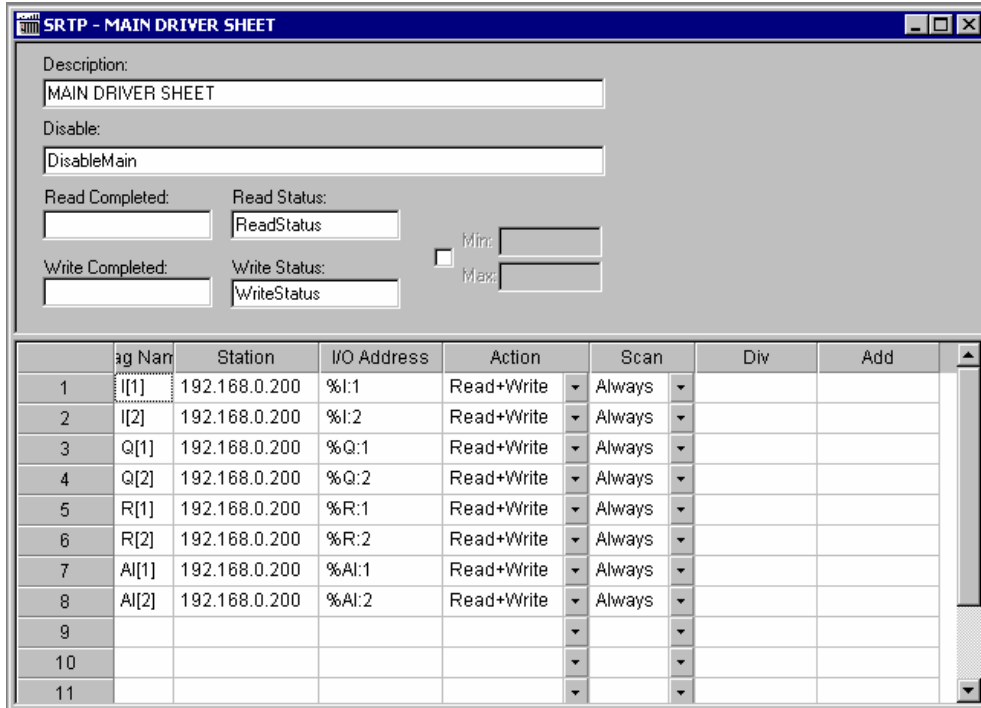 SRTP - MAIN DRIVER SHEET
Description:
MAIN DRIVER SHEET
Disable:
DisableMain
Read Completed: Read Status:
ReadStatus
Min:
Write Completed: Write Status:
Max:
WriteStatus
ag Nam Station I/O Address Action Scan Div Add
1 I[1] 192.168.0.200 %I:1 Read+Write Always
2 I[2] 192.168.0.200 %I:2 Read+Write Always
3 Q[1] 192.168.0.200 %Q:1 Read+Write Always
4 Q[2] 192.168.0.200 %Q:2 Read+Write Always
5 R[1] 192.168.0.200 %R:1 Read+Write Always
6 R[2] 192.168.0.200 %R:2 Read+Write Always
7 AI[1] 192.168.0.200 %AI:1 Read+Write Always
8 AI[2] 192.168.0.200 %AI:2 Read+Write Always
9
10
11